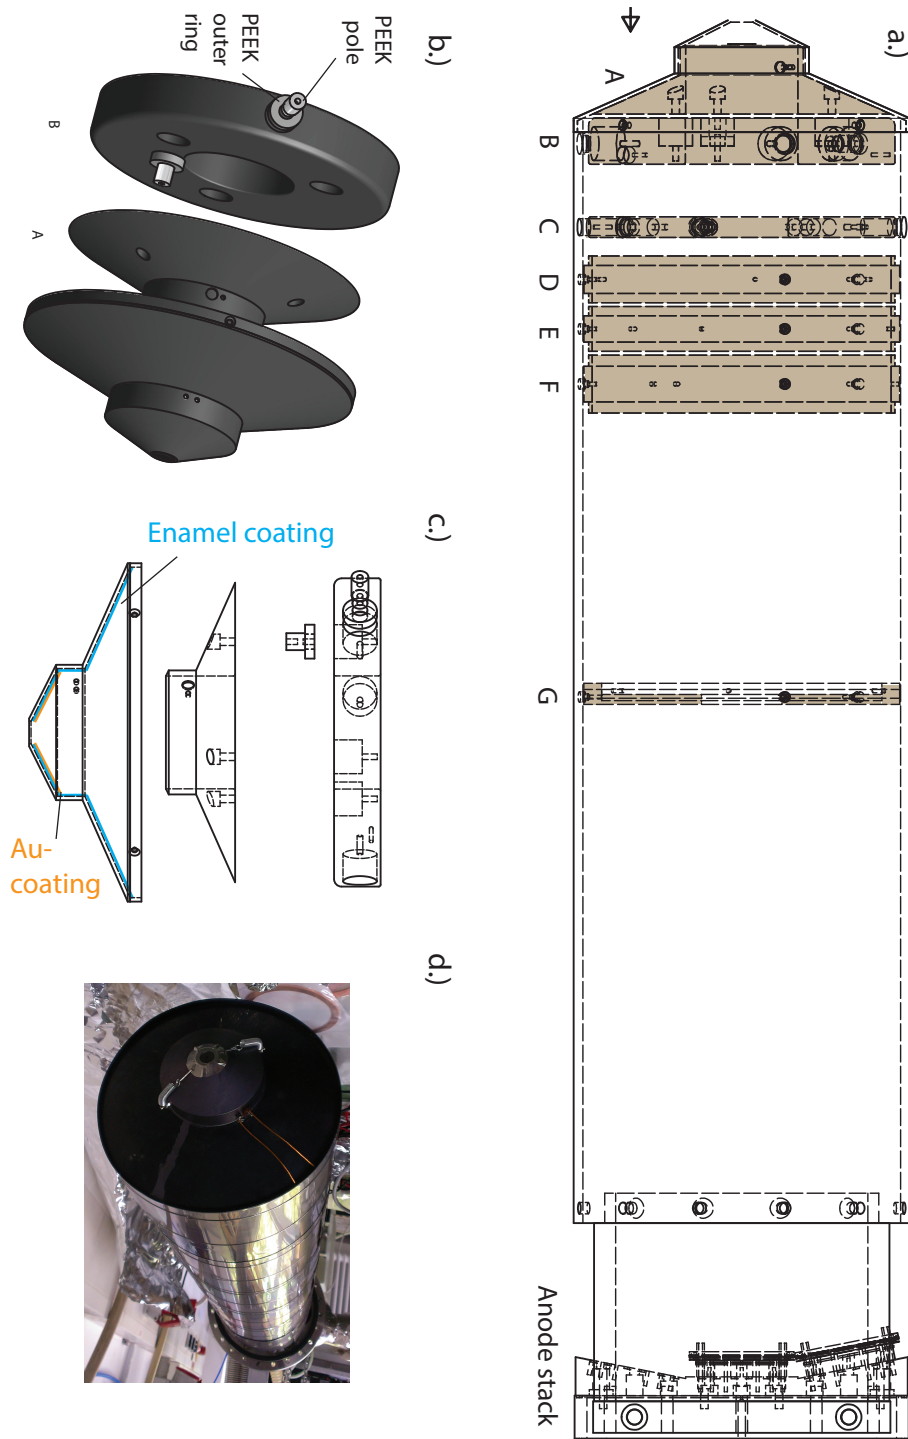 a.)
A
B
C
D
E
F
G
Anode stack
b.)
PEEK
pole
PEEK
outer
ring
B
A
c.)
Enamel coating
Au-
coating
d.)